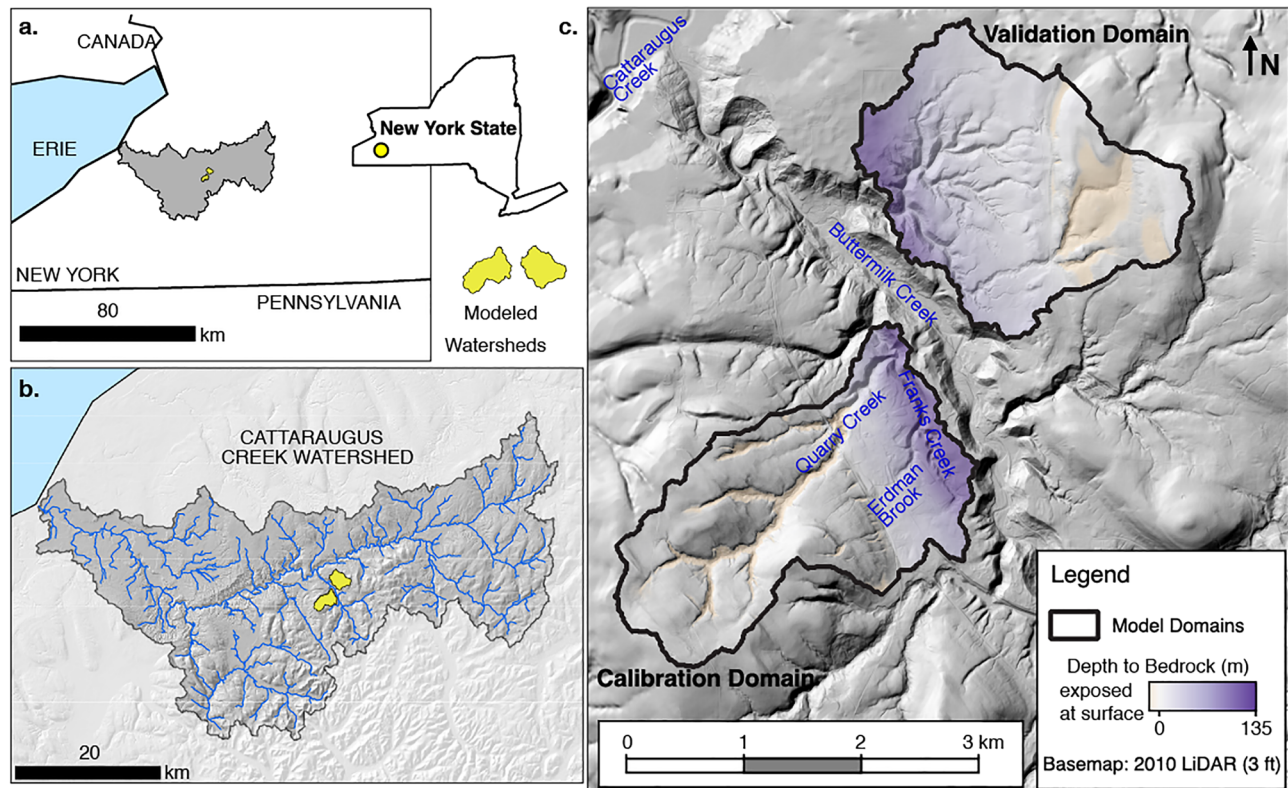 a.
CANADA
ERIE
New York State
NEW YORK
PENNSYLVANIA
80
km
Modeled
Watersheds
b.
CATTARAUGUS
CREEK WATERSHED
20
km
c.
Cattaraugus
Creek
Validation Domain
N
Buttermilk Creek
Quarry Creek
Franks Creek
Erdman
Brook
Calibration Domain
0 1 2 3 km
Legend
Model Domains
Depth to Bedrock (m)
exposed
at surface
0 135
Basemap: 2010 LiDAR (3 ft)